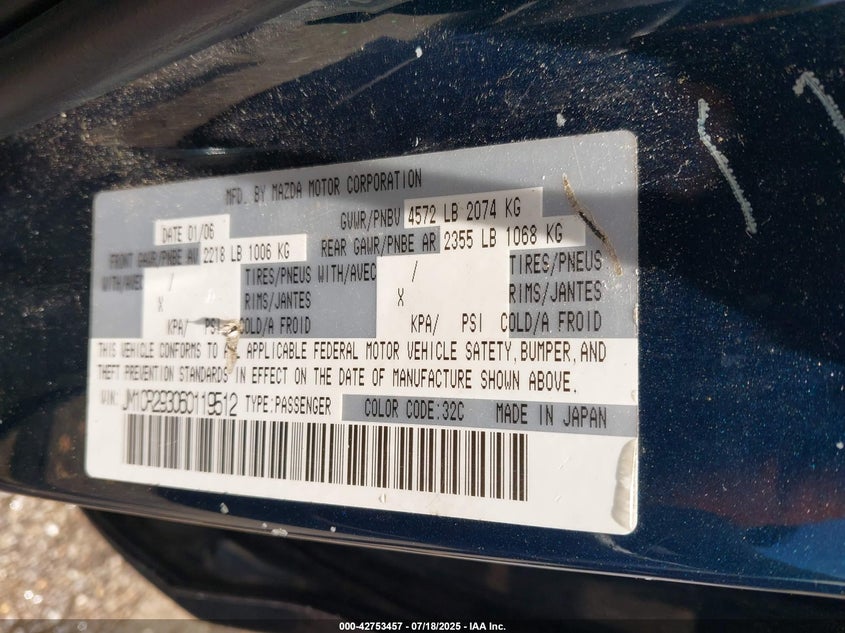 MFD. BY MAZDA MOTOR CORPORATION
DATE 01/06 GVWR/PNBV 4572 LB 2074 KG
FRONT GAWR/PNBE AV 2218 LB 1006 KG REAR GAWR/PNBE AR 2355 LB 1068 KG
WITH/AVEC / TIRES/PNEUS WITH/AVEC / TIRES/PNEUS
X RIMS/JANTES X RIMS/JANTES
KPA/ PSI COLD/A FROID KPA/ PSI COLD/A FROID
THIS VEHICLE CONFORMS TO ALL APPLICABLE FEDERAL MOTOR VEHICLE SAFETY, BUMPER, AND
THEFT PREVENTION STANDARDS IN EFFECT ON THE DATE OF MANUFACTURE SHOWN ABOVE.
VIN: JM1CR293060119512 TYPE:PASSENGER COLOR CODE:32C MADE IN JAPAN
000-42753457 - 07/18/2025 - IAA Inc.